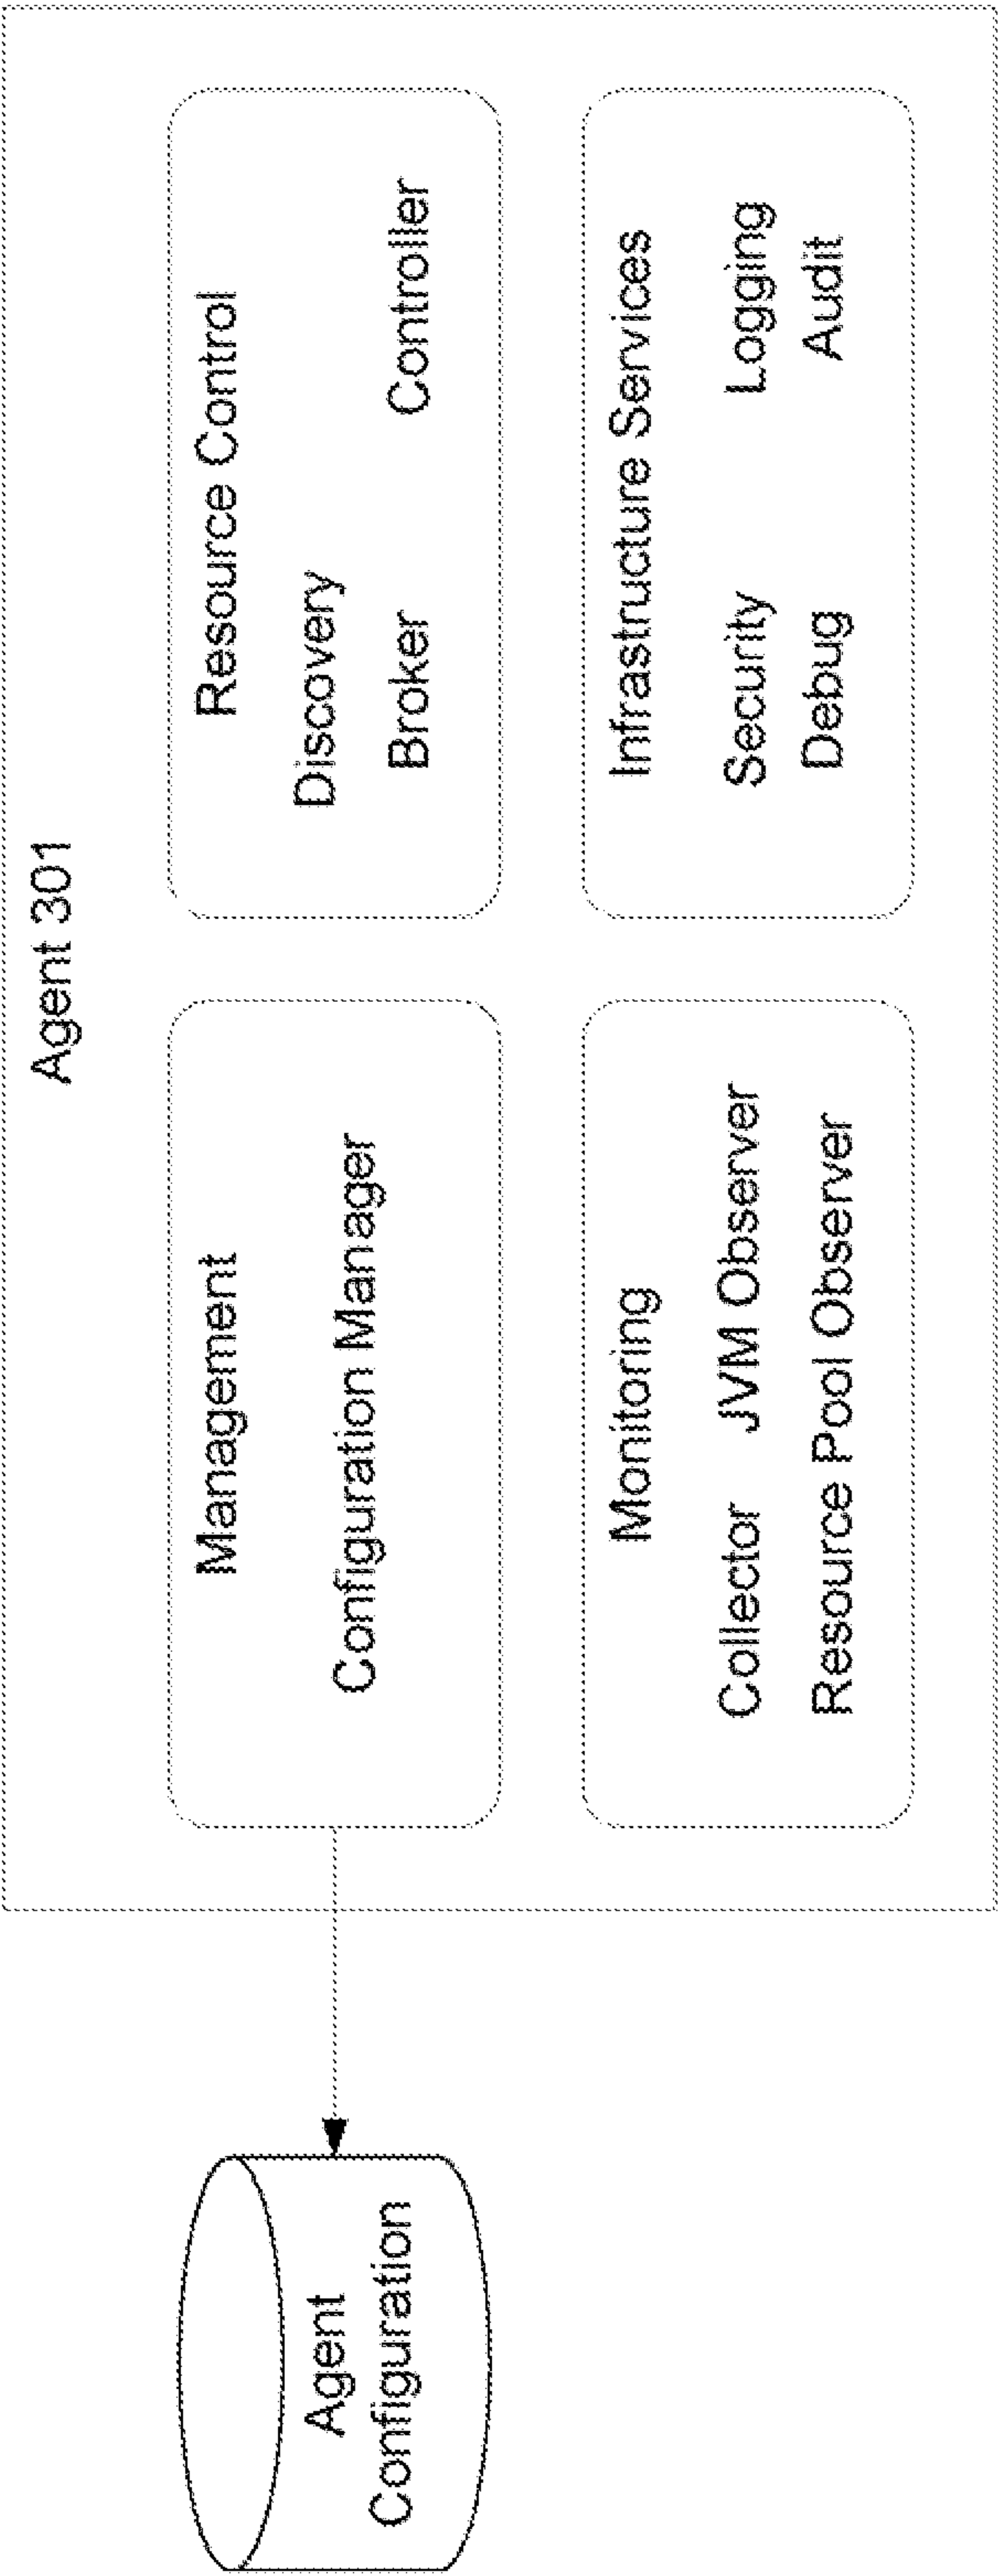 Agent 301
Agent
Configuration
Management
Configuration Manager
Resource Control
Discovery
Broker Controller
Monitoring
Collector JVM Observer
Resource Pool Observer
Infrastructure Services
Security Logging
Debug Audit